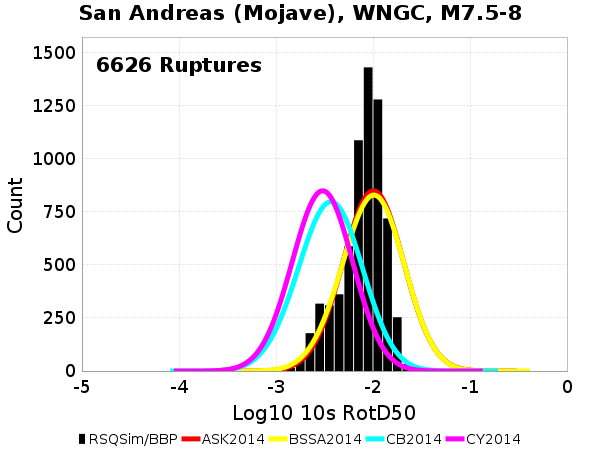 San Andreas (Mojave), WNGC, M7.5-8
6626 Ruptures
1500
1250
1000
750
500
250
0
Count
-5 -4 -3 -2 -1 0
Log10 10s RotD50
RSQSim/BBP ASK2014 BSSA2014 CB2014 CY2014